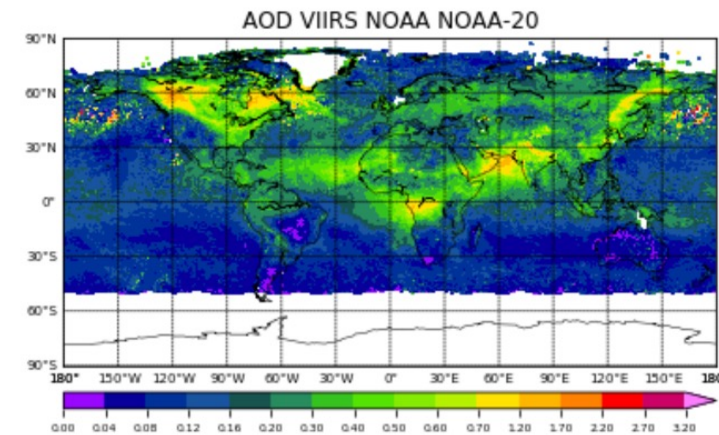 AOD VIIRS NOAA NOAA-20
90°N
60°N
30°N
0°
30°S
60°S
90°S
180° 150°W 120°W 90°W 60°W 30°W 0° 30°E 60°E 90°E 120°E 150°E 180
0.00 0.04 0.08 0.12 0.16 0.20 0.30 0.40 0.50 0.60 0.70 1.20 1.70 2.20 2.70 3.20